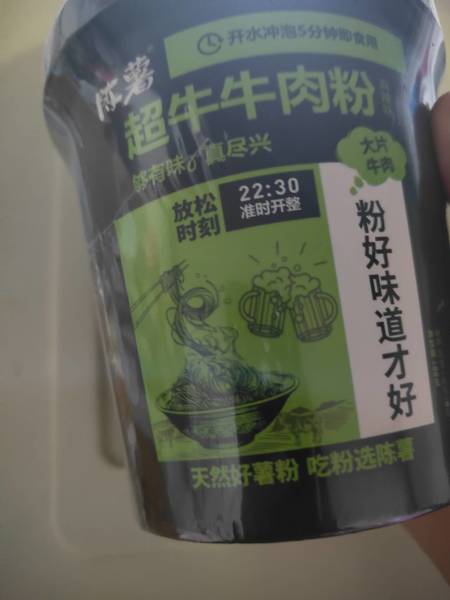 开水冲泡5分钟即食用
陈薯
超牛牛肉粉
够有味 真尽兴
大片
牛肉
放松
时刻
22:30
准时开整
粉好味道才好
天然好薯粉 吃粉选陈薯